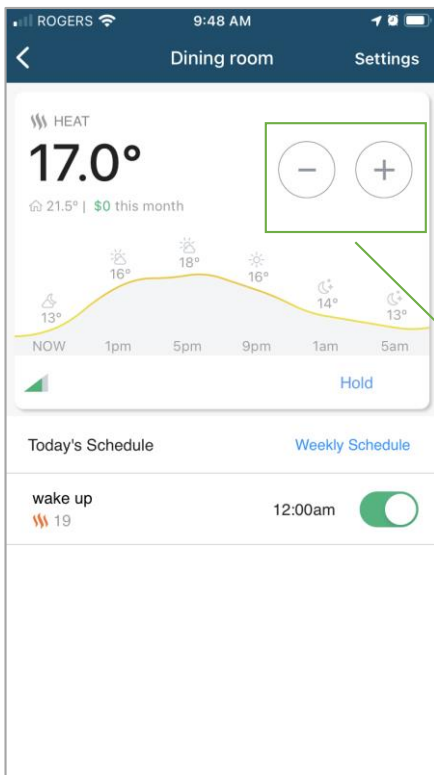 ROGERS 9:48 AM
Dining room Settings
HEAT
17.0°
21.5° | $0 this month
− +
13° 16° 18° 16° 14° 13°
NOW 1pm 5pm 9pm 1am 5am
Hold
Today's Schedule Weekly Schedule
wake up 12:00am
19